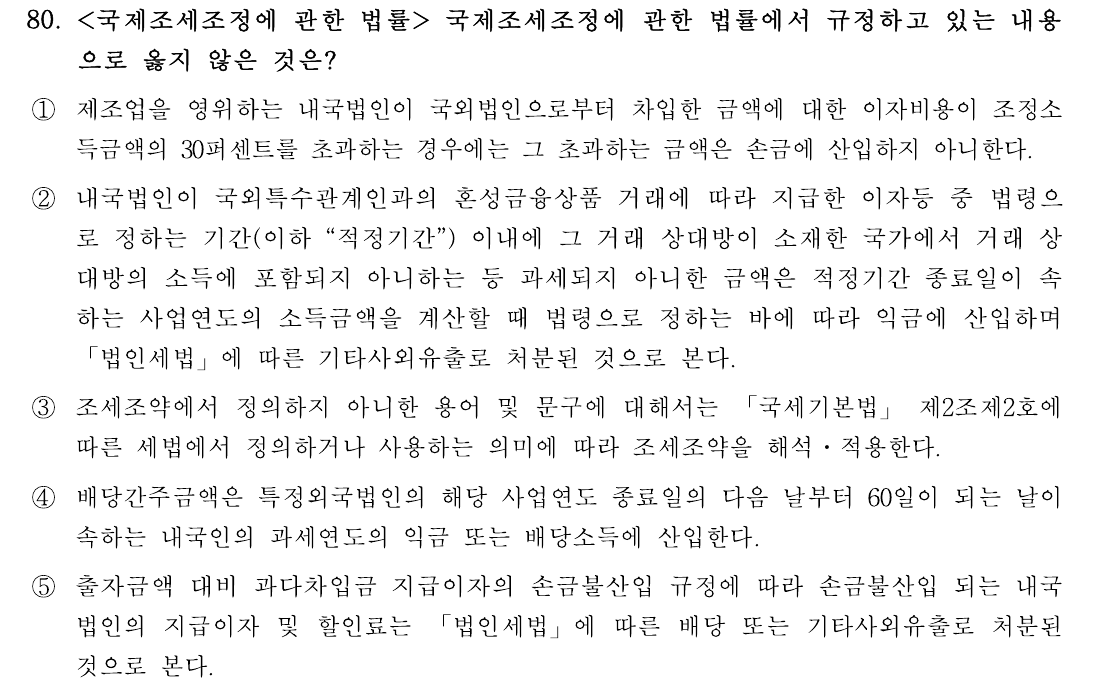 80. <국제조세조정에 관한 법률> 국제조세조정에 관한 법률에서 규정하고 있는 내용
으로 옳지 않은 것은?
① 제조업을 영위하는 내국법인이 국외법인으로부터 차입한 금액에 대한 이자비용이 조정소
득금액의 30퍼센트를 초과하는 경우에는 그 초과하는 금액은 손금에 산입하지 아니한다.
② 내국법인이 국외특수관계인과의 혼성금융상품 거래에 따라 지급한 이자등 중 법령으
로 정하는 기간(이하 “적정기간”) 이내에 그 거래 상대방이 소재한 국가에서 거래 상
대방의 소득에 포함되지 아니하는 등 과세되지 아니한 금액은 적정기간 종료일이 속
하는 사업연도의 소득금액을 계산할 때 법령으로 정하는 바에 따라 익금에 산입하며
「법인세법」에 따른 기타사외유출로 처분된 것으로 본다.
③ 조세조약에서 정의하지 아니한 용어 및 문구에 대해서는 「국세기본법」 제2조제2호에
따른 세법에서 정의하거나 사용하는 의미에 따라 조세조약을 해석・적용한다.
④ 배당간주금액은 특정외국법인의 해당 사업연도 종료일의 다음 날부터 60일이 되는 날이
속하는 내국인의 과세연도의 익금 또는 배당소득에 산입한다.
⑤ 출자금액 대비 과다차입금 지급이자의 손금불산입 규정에 따라 손금불산입 되는 내국
법인의 지급이자 및 할인료는 「법인세법」에 따른 배당 또는 기타사외유출로 처분된
것으로 본다.